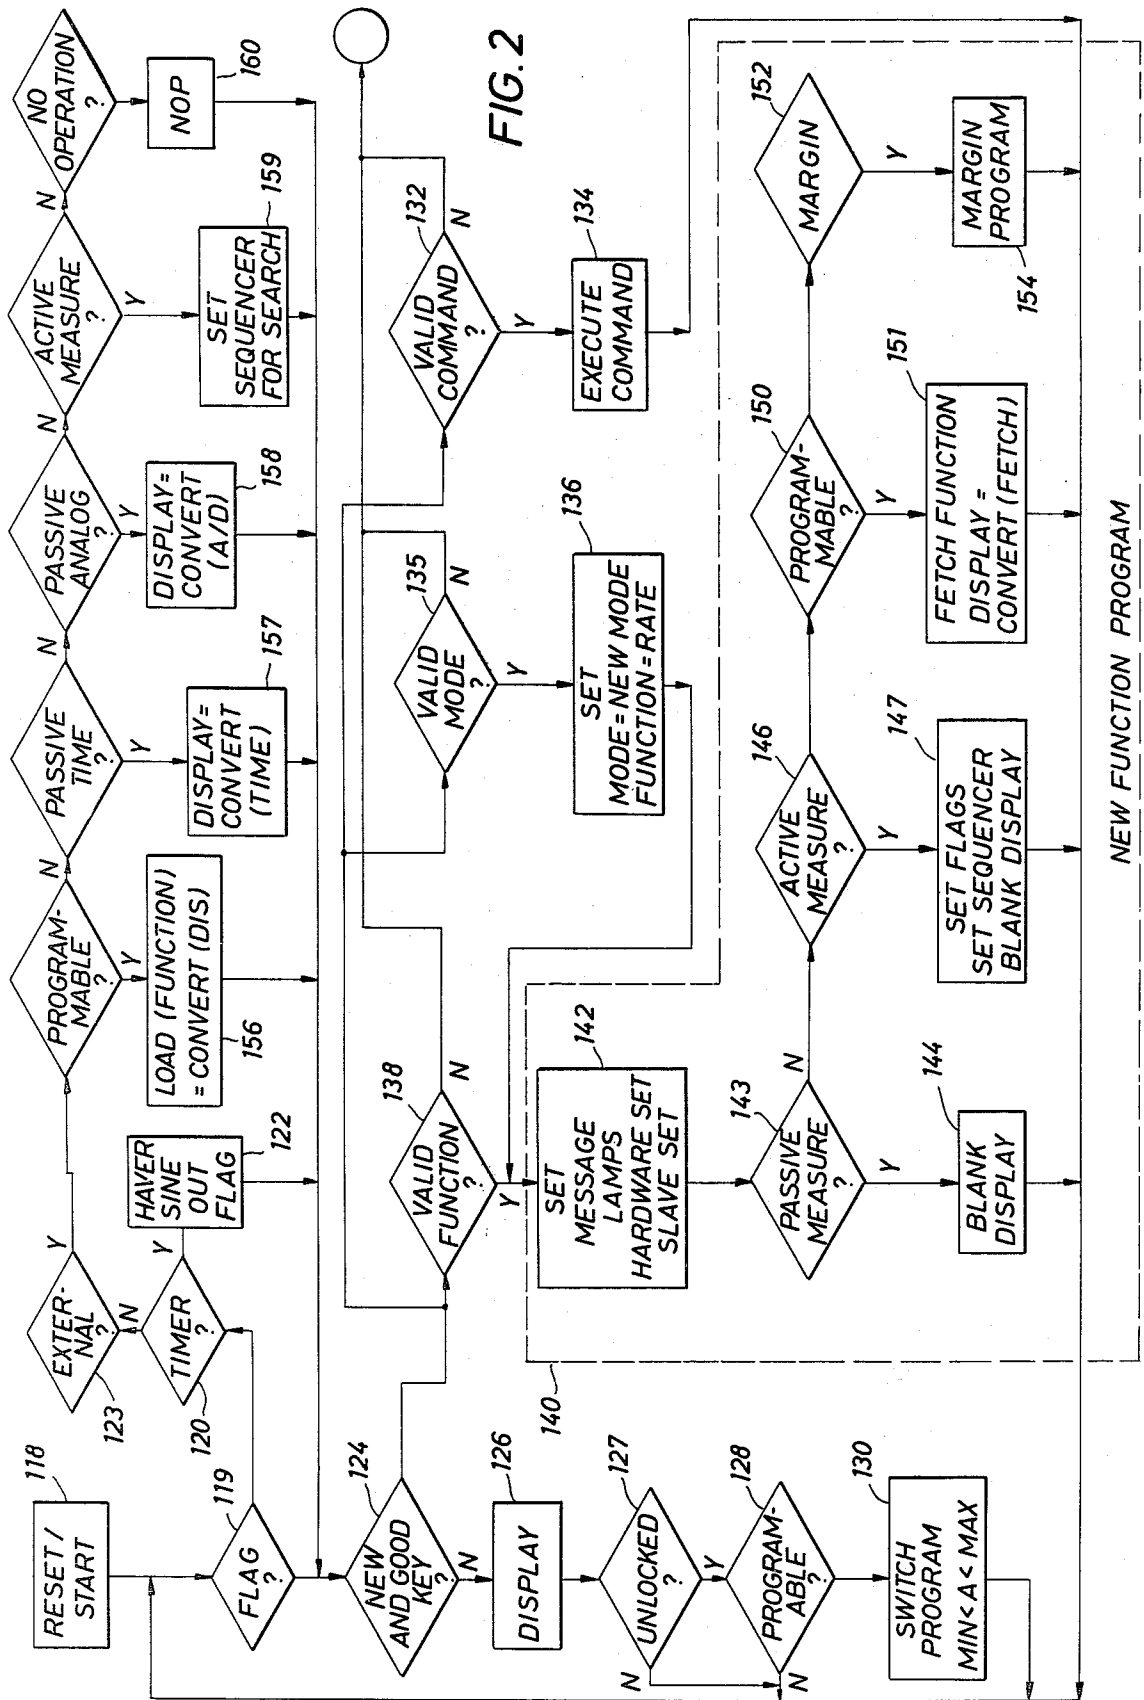 FIG. 2
RESET /
START
118
FLAG
?
119
TIMER
?
120
Y
N
HAVER
SINE
OUT
FLAG
122
EXTER-
NAL
?
123
Y
PROGRAM-
MABLE
?
Y
N
LOAD (FUNCTION)
= CONVERT (DIS)
156
PASSIVE
TIME
?
Y
N
DISPLAY =
CONVERT
(TIME)
157
PASSIVE
ANALOG
?
Y
N
DISPLAY =
CONVERT
(A/D)
158
ACTIVE
MEASURE
?
Y
N
SET
SEQUENCER
FOR SEARCH
159
NO
OPERATION
?
NOP
160
NEW
AND GOOD
KEY
?
124
N
DISPLAY
126
UNLOCKED
?
127
N
Y
PROGRAM-
ABLE
?
128
N
SWITCH
PROGRAM
MIN < A < MAX
130
VALID
FUNCTION
?
138
N
Y
VALID
MODE
?
135
N
Y
SET
MODE = NEW MODE
FUNCTION = RATE
136
VALID
COMMAND
?
132
N
Y
EXECUTE
COMMAND
134
140
SET
MESSAGE
LAMPS
HARDWARE SET
SLAVE SET
142
PASSIVE
MEASURE
?
143
N
Y
BLANK
DISPLAY
144
ACTIVE
MEASURE
?
146
Y
SET FLAGS
SET SEQUENCER
BLANK DISPLAY
147
PROGRAM-
MABLE
?
150
Y
FETCH FUNCTION
DISPLAY =
CONVERT (FETCH)
151
MARGIN
152
Y
MARGIN
PROGRAM
154
NEW FUNCTION PROGRAM